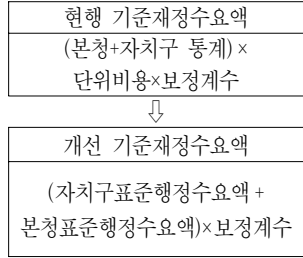 현행 기준재정수요액
(본청+자치구 통계)×
단위비용×보정계수
⇩
개선 기준재정수요액
(자치구표준행정수요액 +
본청표준행정수요액)×보정계수